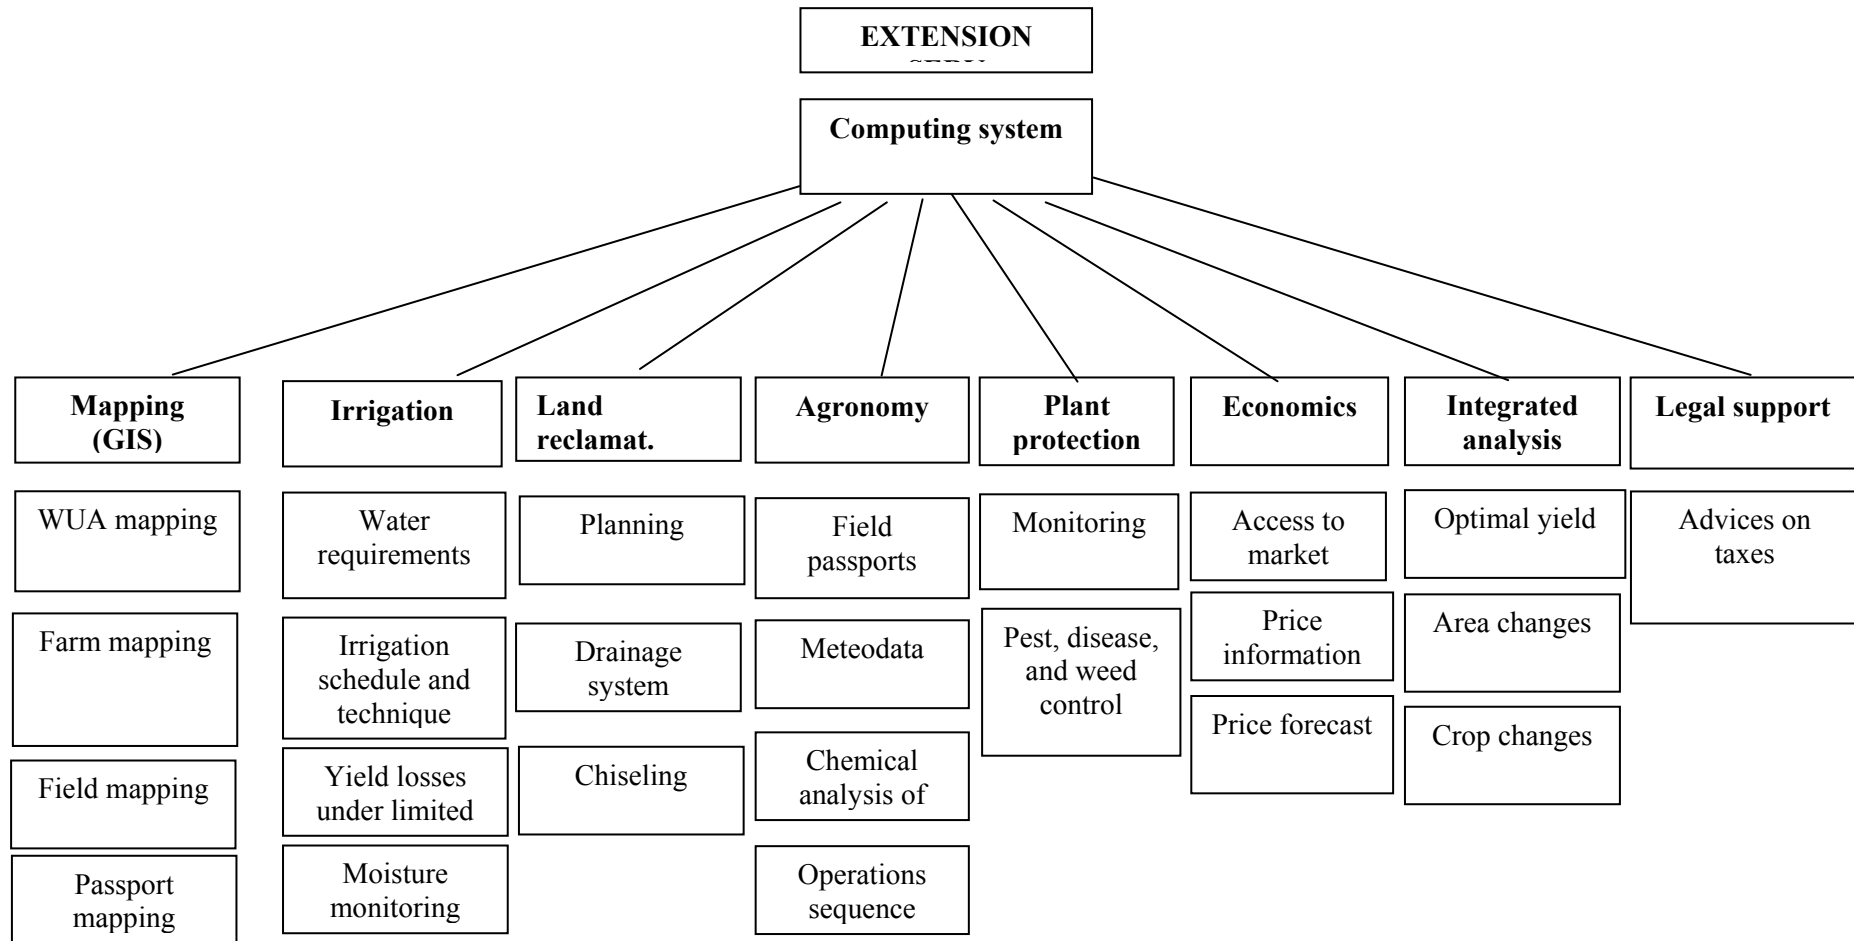 EXTENSION
Computing system
Mapping
(GIS)
Irrigation
Land
reclamat.
Agronomy
Plant
protection
Economics
Integrated
analysis
Legal support
WUA mapping
Farm mapping
Field mapping
Passport
mapping
Water
requirements
Irrigation
schedule and
technique
Yield losses
under limited
Moisture
monitoring
Planning
Drainage
system
Chiseling
Field
passports
Meteodata
Chemical
analysis of
Operations
sequence
Monitoring
Pest, disease,
and weed
control
Access to
market
Price
information
Price forecast
Optimal yield
Area changes
Crop changes
Advices on
taxes